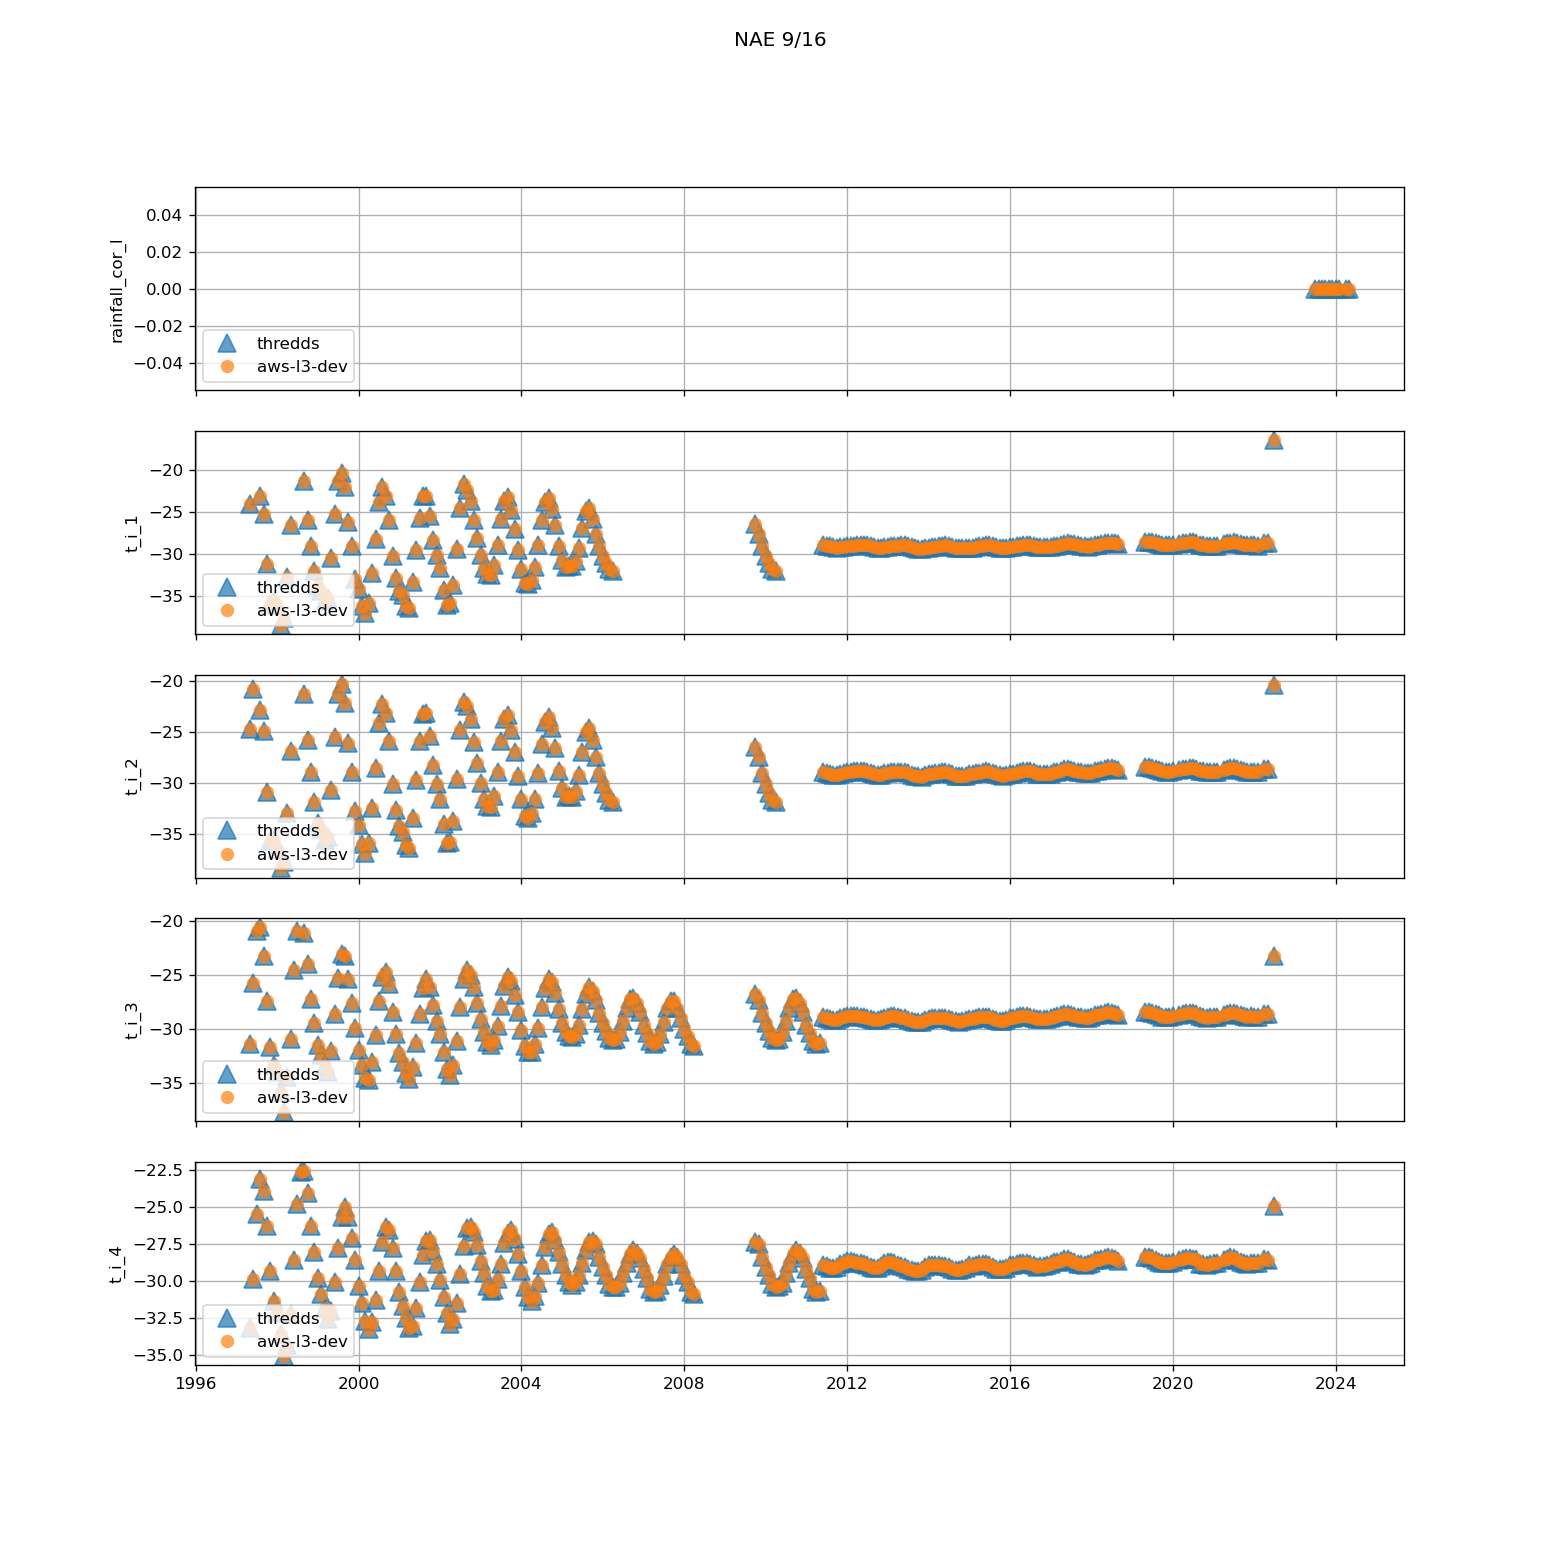 NAE 9/16
rainfall_cor_l
0.04
0.02
0.00
−0.02
−0.04
thredds
aws-l3-dev
t_i_1
−20
−25
−30
−35
thredds
aws-l3-dev
t_i_2
−20
−25
−30
−35
thredds
aws-l3-dev
t_i_3
−20
−25
−30
−35
thredds
aws-l3-dev
t_i_4
−22.5
−25.0
−27.5
−30.0
−32.5
−35.0
thredds
aws-l3-dev
1996 2000 2004 2008 2012 2016 2020 2024